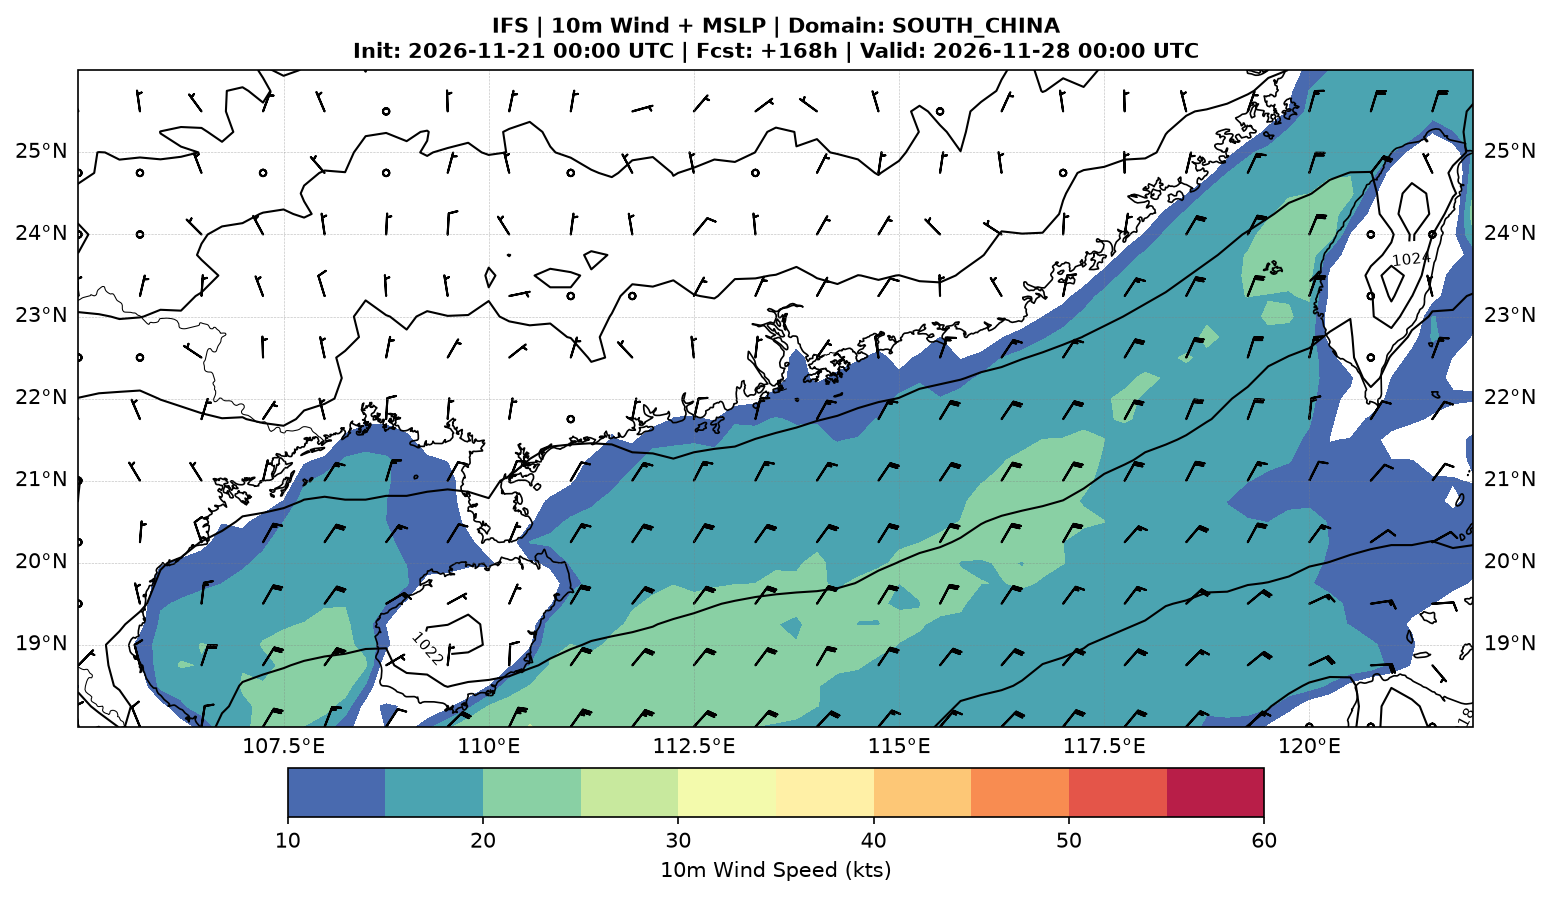 IFS | 10m Wind + MSLP | Domain: SOUTH_CHINA
Init: 2026-11-21 00:00 UTC | Fcst: +168h | Valid: 2026-11-28 00:00 UTC
25°N 25°N
24°N 24°N
1024
23°N 23°N
22°N 22°N
21°N 21°N
20°N 20°N
19°N 19°N
1022
107.5°E 110°E 112.5°E 115°E 117.5°E 120°E
10 20 30 40 50 60
10m Wind Speed (kts)